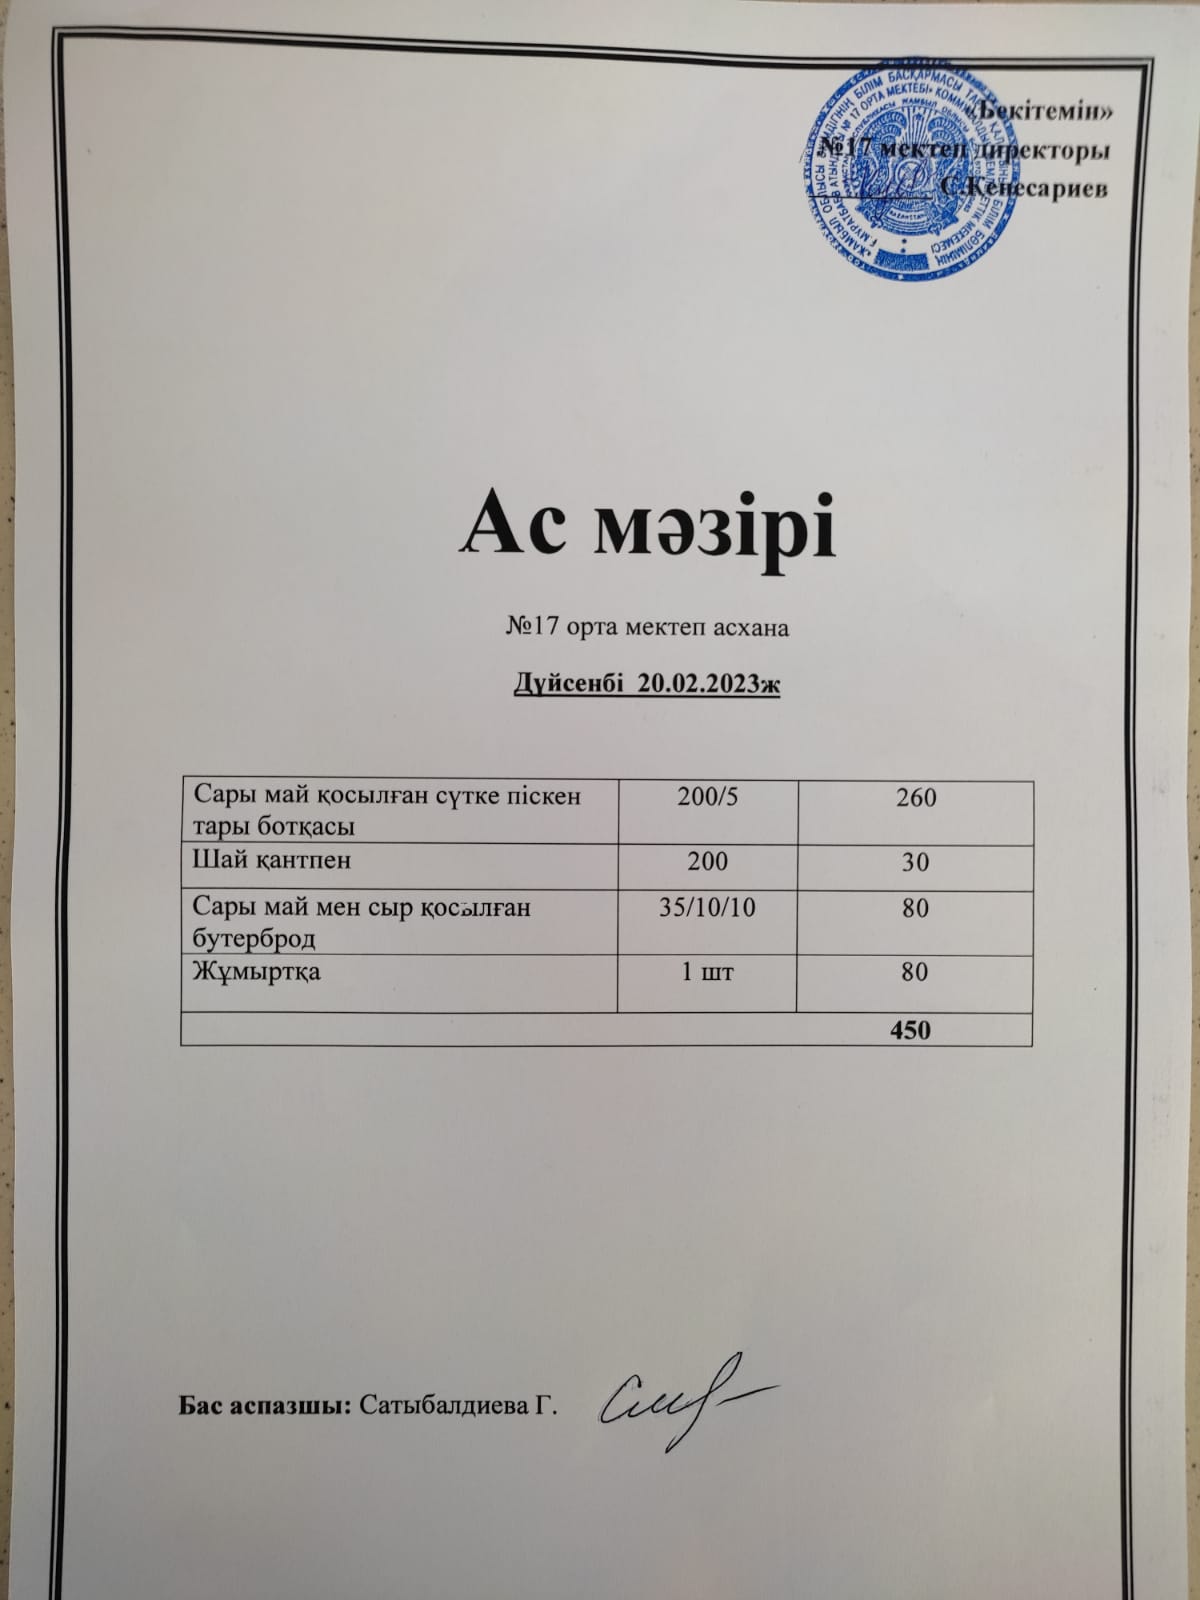 «Бекітемін»
№17 мектеп директоры
С.Кенесариев
Ас мәзірі
№17 орта мектеп асхана
Дүйсенбі 20.02.2023ж
Сары май қосылған сүтке піскен 200/5 260
тары ботқасы
Шай қантпен 200 30
Сары май мен сыр қосылған 35/10/10 80
бутерброд
Жұмыртқа 1 шт 80
450
Бас аспазшы: Сатыбалдиева Г.